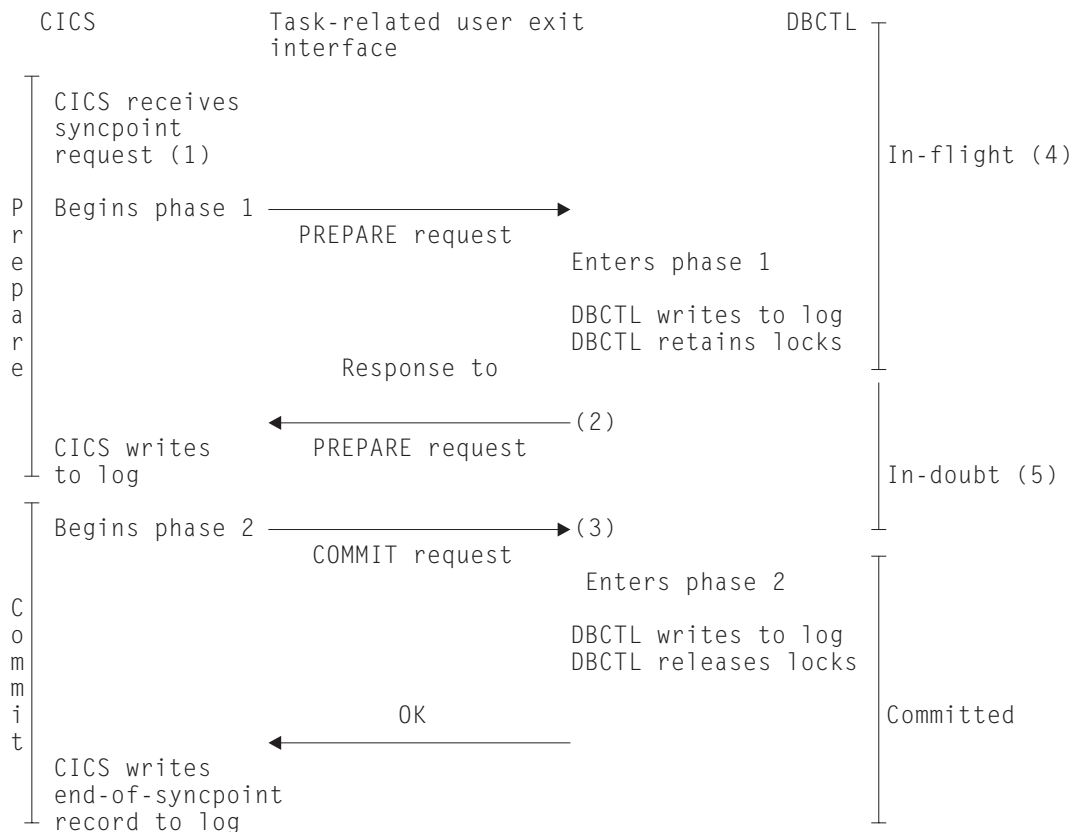 CICS Task-related user exit DBCTL
interface
CICS receives
syncpoint
request (1) In-flight (4)
Prepare
Begins phase 1
PREPARE request
Enters phase 1
DBCTL writes to log
DBCTL retains locks
Response to
(2)
CICS writes PREPARE request
to log In-doubt (5)
Commit
Begins phase 2 (3)
COMMIT request
Enters phase 2
DBCTL writes to log
DBCTL releases locks
OK Committed
CICS writes
end-of-syncpoint
record to log